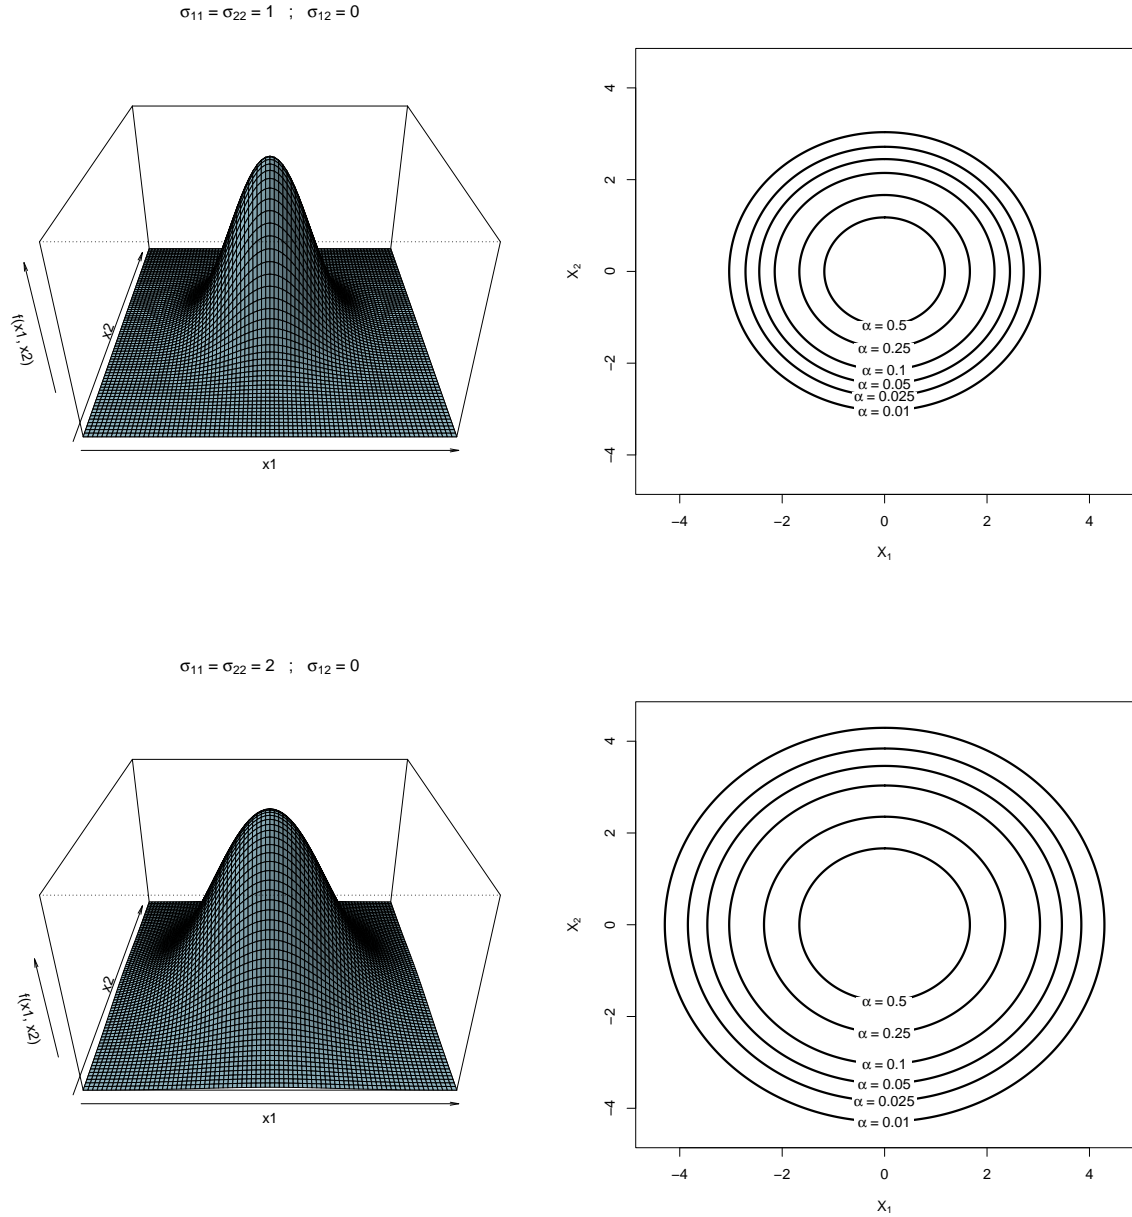 σ₁₁ = σ₂₂ = 1 ; σ₁₂ = 0
f(x1, x2)
x2
x1
4
2
0
−2
−4
X₂
α = 0.5
α = 0.25
α = 0.1
α = 0.05
α = 0.025
α = 0.01
−4 −2 0 2 4
X₁
σ₁₁ = σ₂₂ = 2 ; σ₁₂ = 0
f(x1, x2)
x2
x1
4
2
0
−2
−4
X₂
α = 0.5
α = 0.25
α = 0.1
α = 0.05
α = 0.025
α = 0.01
−4 −2 0 2 4
X₁